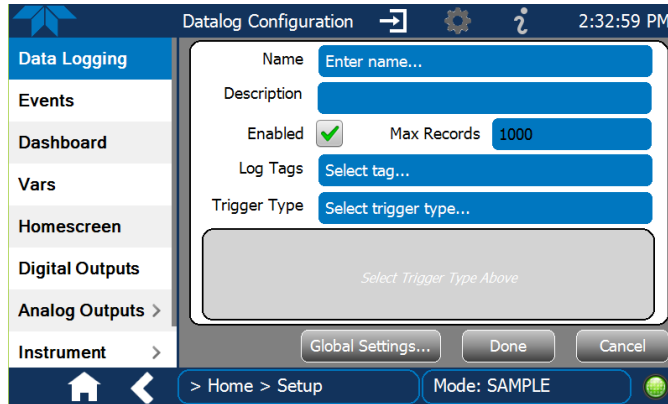 Datalog Configuration
2:32:59 PM
Data Logging
Events
Dashboard
Vars
Homescreen
Digital Outputs
Analog Outputs >
Instrument >
Name
Enter name...
Description
Enabled
Max Records
1000
Log Tags
Select tag...
Trigger Type
Select trigger type...
Select Trigger Type Above
Global Settings...
Done
Cancel
> Home > Setup
Mode: SAMPLE